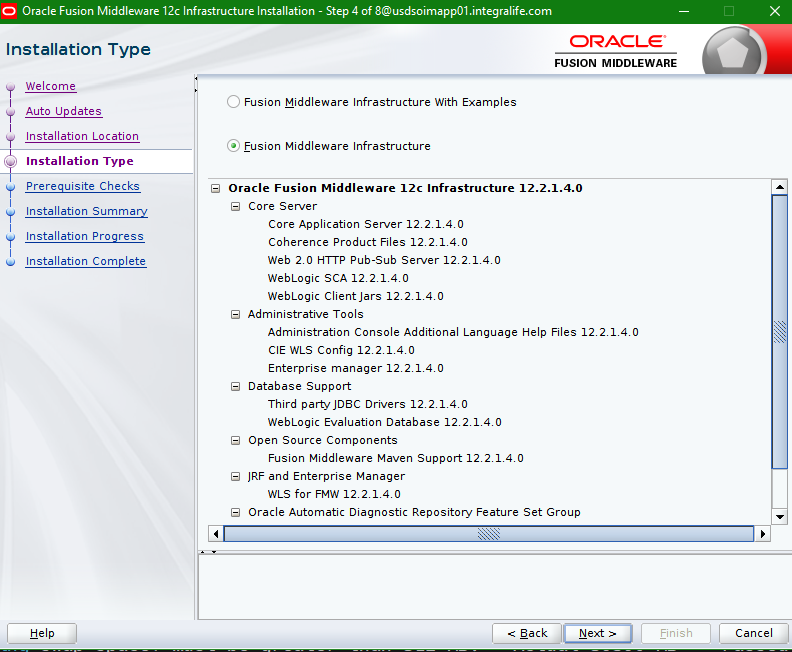 Oracle Fusion Middleware 12c Infrastructure Installation - Step 4 of 8@usdsoimapp01.integralife.com
Installation Type
ORACLE
FUSION MIDDLEWARE
Welcome
Auto Updates
Installation Location
Installation Type
Prerequisite Checks
Installation Summary
Installation Progress
Installation Complete
Fusion Middleware Infrastructure With Examples
Fusion Middleware Infrastructure
Oracle Fusion Middleware 12c Infrastructure 12.2.1.4.0
Core Server
Core Application Server 12.2.1.4.0
Coherence Product Files 12.2.1.4.0
Web 2.0 HTTP Pub-Sub Server 12.2.1.4.0
WebLogic SCA 12.2.1.4.0
WebLogic Client Jars 12.2.1.4.0
Administrative Tools
Administration Console Additional Language Help Files 12.2.1.4.0
CIE WLS Config 12.2.1.4.0
Enterprise manager 12.2.1.4.0
Database Support
Third party JDBC Drivers 12.2.1.4.0
WebLogic Evaluation Database 12.2.1.4.0
Open Source Components
Fusion Middleware Maven Support 12.2.1.4.0
JRF and Enterprise Manager
WLS for FMW 12.2.1.4.0
Oracle Automatic Diagnostic Repository Feature Set Group
Help
< Back
Next >
Finish
Cancel